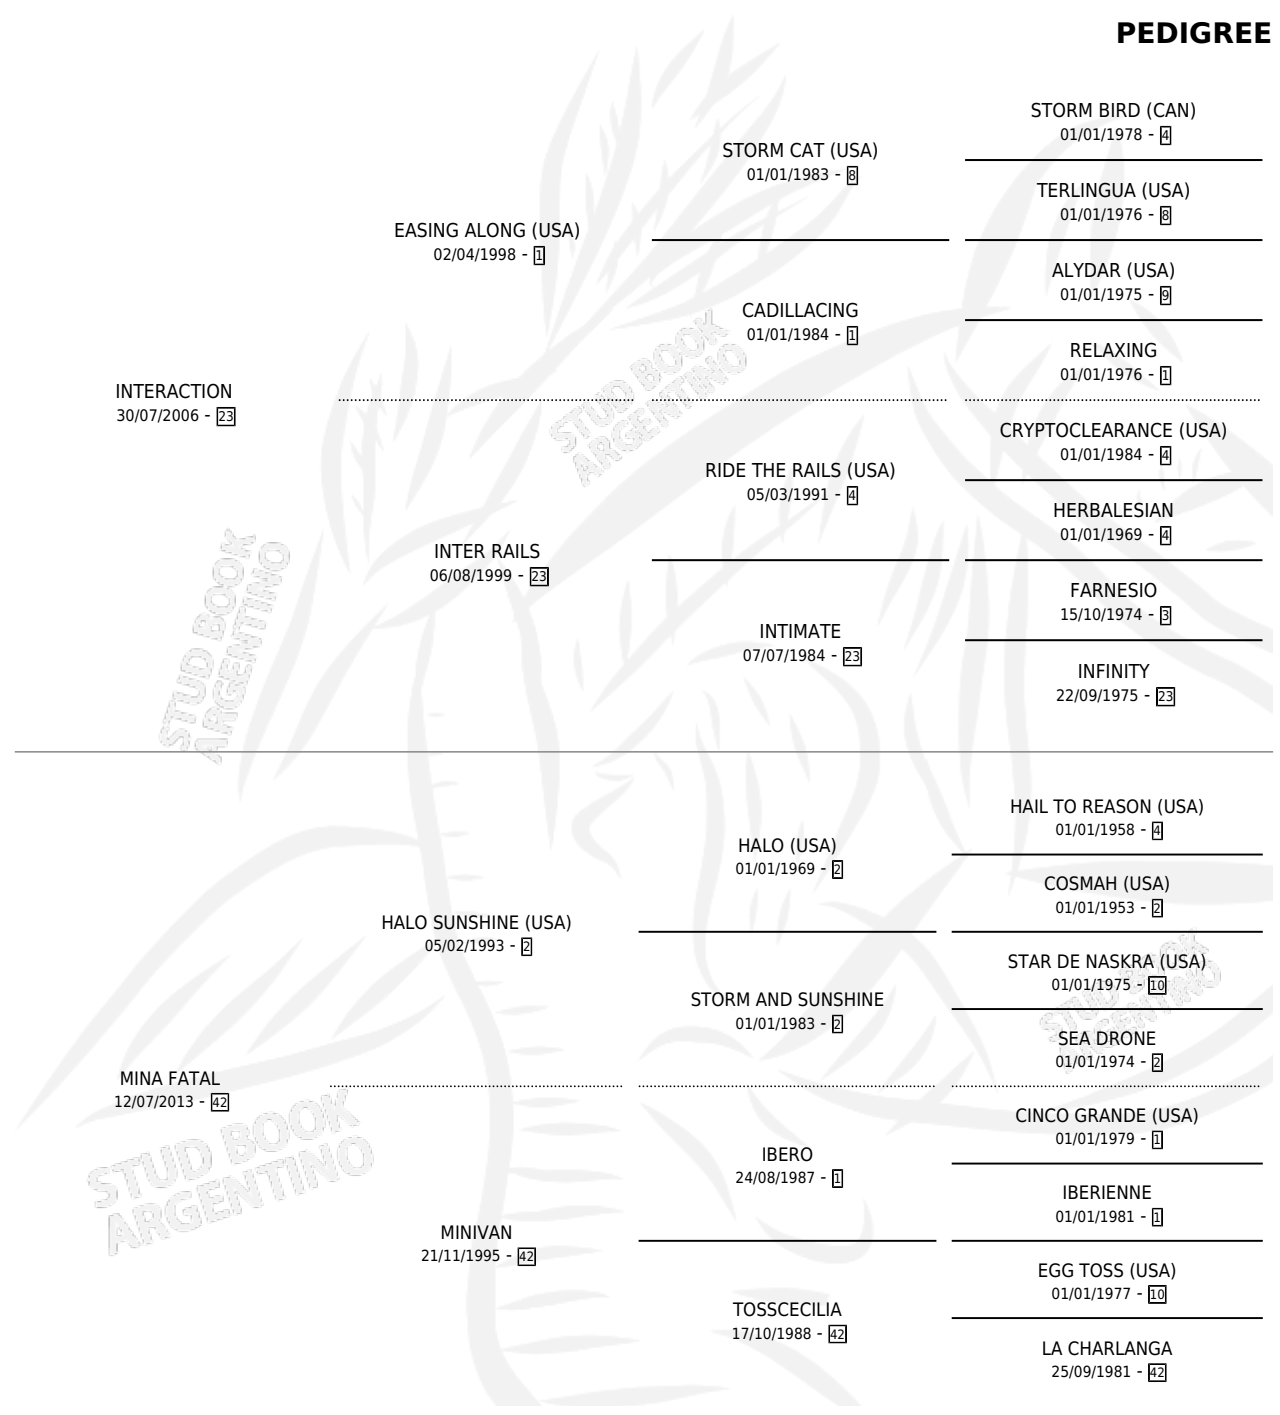 PEDIGREE
STORM BIRD (CAN)
01/01/1978 - 4
STORM CAT (USA)
01/01/1983 - 8
TERLINGUA (USA)
01/01/1976 - 8
EASING ALONG (USA)
02/04/1998 - 1
ALYDAR (USA)
01/01/1975 - 9
CADILLACING
01/01/1984 - 1
RELAXING
01/01/1976 - 1
INTERACTION
30/07/2006 - 23
CRYPTOCLEARANCE (USA)
01/01/1984 - 4
RIDE THE RAILS (USA)
05/03/1991 - 4
HERBALESIAN
01/01/1969 - 4
INTER RAILS
06/08/1999 - 23
FARNESIO
15/10/1974 - 3
INTIMATE
07/07/1984 - 23
INFINITY
22/09/1975 - 23
HAIL TO REASON (USA)
01/01/1958 - 4
HALO (USA)
01/01/1969 - 2
COSMAH (USA)
01/01/1953 - 2
HALO SUNSHINE (USA)
05/02/1993 - 2
STAR DE NASKRA (USA)
01/01/1975 - 10
STORM AND SUNSHINE
01/01/1983 - 2
SEA DRONE
01/01/1974 - 2
MINA FATAL
12/07/2013 - 42
CINCO GRANDE (USA)
01/01/1979 - 1
IBERO
24/08/1987 - 1
IBERIENNE
01/01/1981 - 1
MINIVAN
21/11/1995 - 42
EGG TOSS (USA)
01/01/1977 - 10
TOSSCECILIA
17/10/1988 - 42
LA CHARLANGA
25/09/1981 - 42
STUD BOOK
ARGENTINO
STUD BOOK
ARGENTINO
STUD BOOK
ARGENTINO
STUD BOOK
ARGENTINO